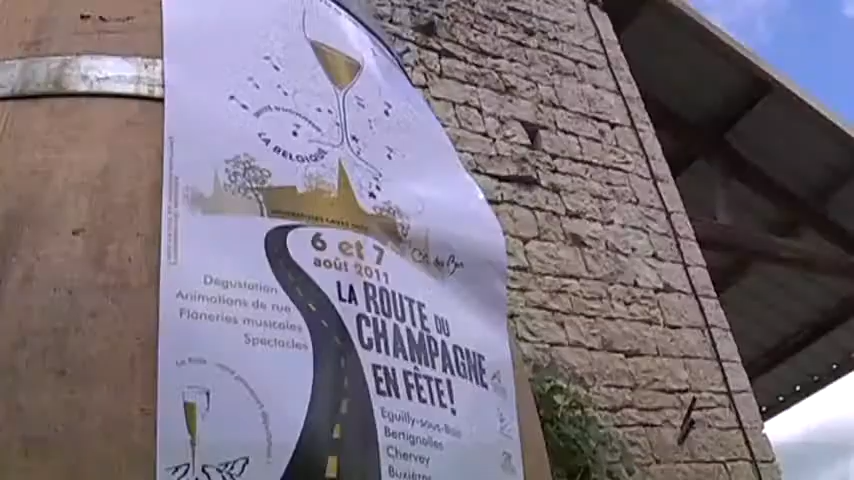 LA BELGIQUE
6 et 7
août 2011
LA ROUTE DU
CHAMPAGNE
EN FÊTE!
Dégustation
Animations de rue
Flâneries musicales
Spectacles
Eguilly-sous-Bois
Bertignolles
Chervey
Buxières